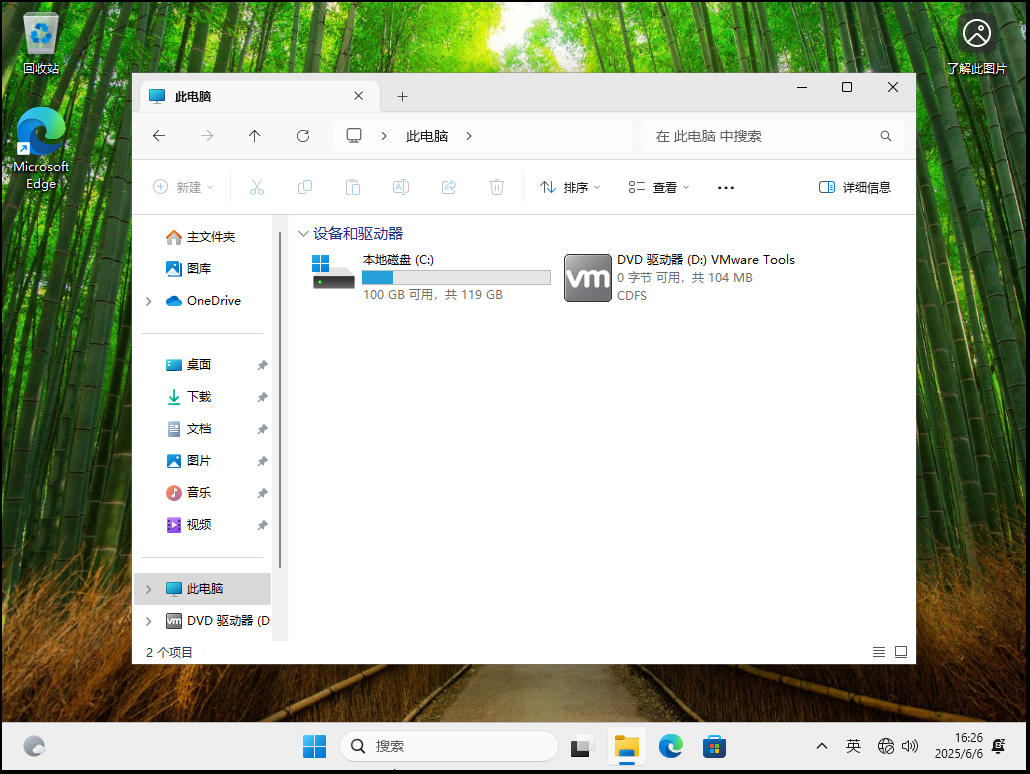 回收站
了解此图片
Microsoft
Edge
此电脑
此电脑
在 此电脑 中搜索
新建
排序
查看
详细信息
主文件夹
图库
OneDrive
桌面
下载
文档
图片
音乐
视频
此电脑
DVD 驱动器 (D
设备和驱动器
本地磁盘 (C:)
100 GB 可用，共 119 GB
vm
DVD 驱动器 (D:) VMware Tools
0 字节 可用，共 104 MB
CDFS
2 个项目
搜索
英
16:26
2025/6/6